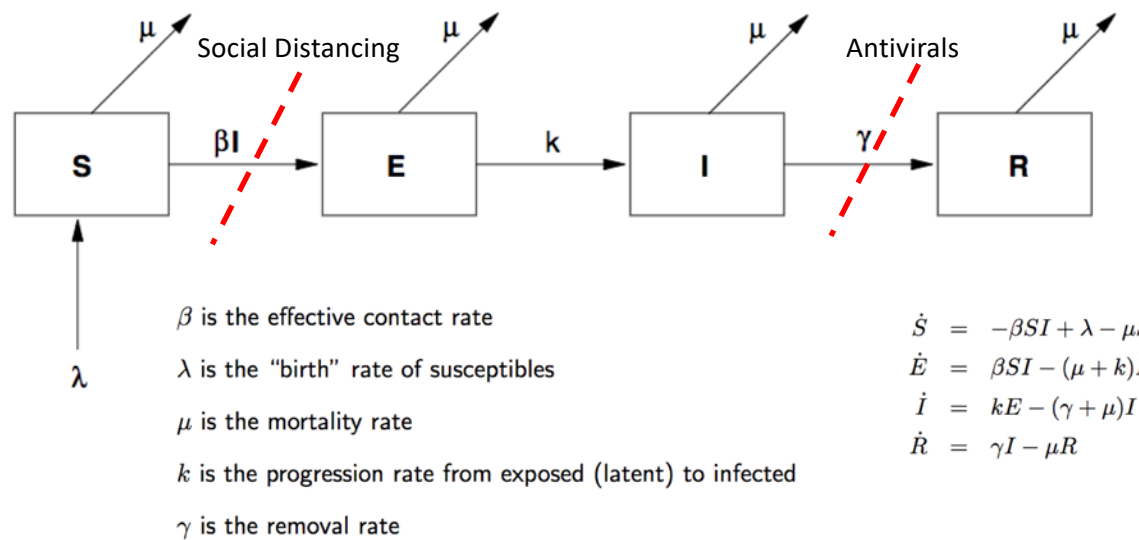 μ μ μ μ
Social Distancing Antivirals
S βI E k I γ R
λ
β is the effective contact rate
λ is the “birth” rate of susceptibles
μ is the mortality rate
k is the progression rate from exposed (latent) to infected
γ is the removal rate
Ṡ = −βSI + λ − μ
Ė = βSI − (μ + k)
İ = kE − (γ + μ)I
Ṙ = γI − μR